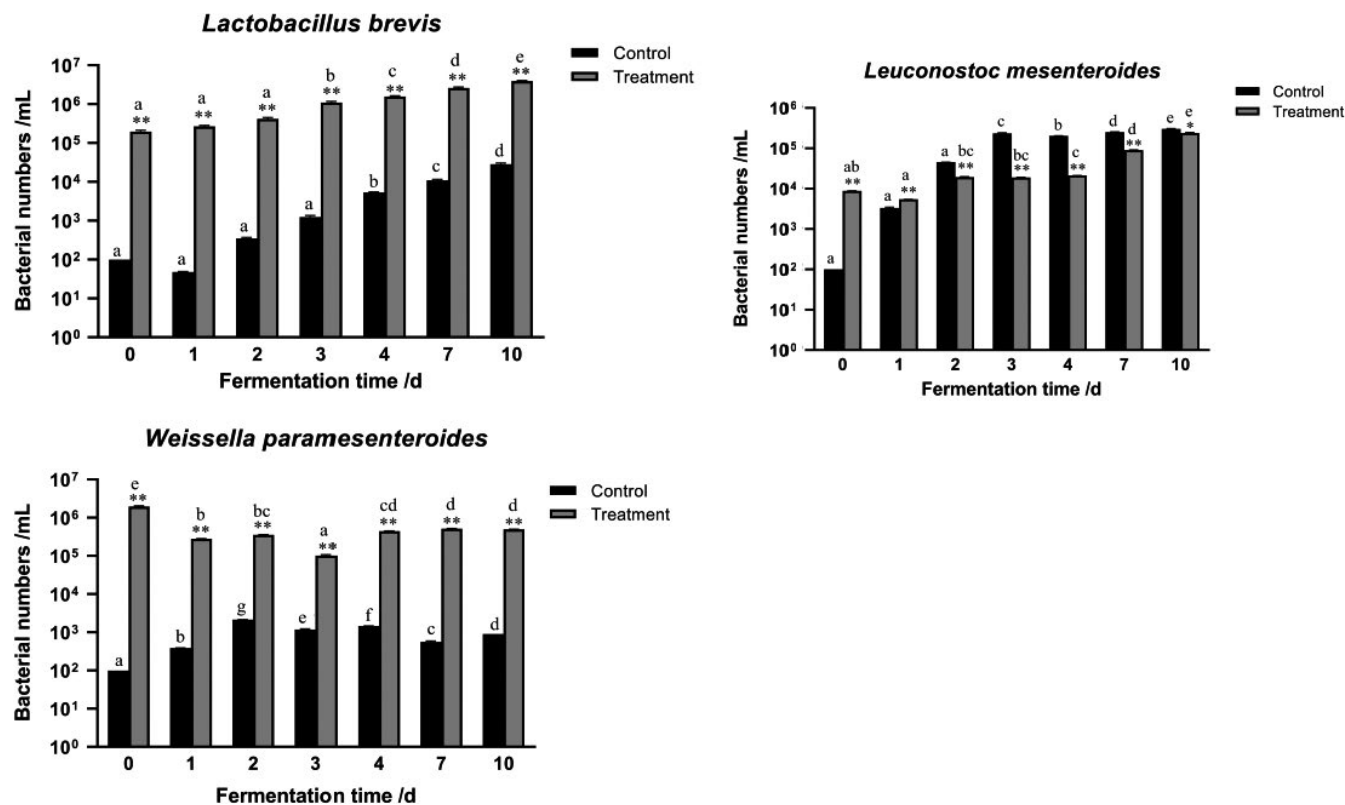 Lactobacillus brevis
Control
Treatment
Bacterial numbers /mL
10⁷
10⁶
10⁵
10⁴
10³
10²
10¹
10⁰
a a a b c d e
** ** ** ** ** ** **
a a a a b c d
0 1 2 3 4 7 10
Fermentation time /d
Leuconostoc mesenteroides
Control
Treatment
Bacterial numbers /mL
10⁶
10⁵
10⁴
10³
10²
10¹
10⁰
a a a c b d e
ab a bc bc c d e
** ** ** ** ** ** *
0 1 2 3 4 7 10
Fermentation time /d
Weissella paramesenteroides
Control
Treatment
Bacterial numbers /mL
10⁷
10⁶
10⁵
10⁴
10³
10²
10¹
10⁰
e b bc a cd d d
** ** ** ** ** ** **
a b g e f c d
0 1 2 3 4 7 10
Fermentation time /d